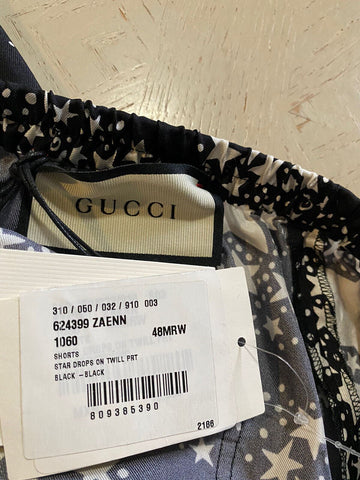 GUCCI
310 / 050 / 032 / 910 003
624399 ZAENN
1060 48MRW
SHORTS
STAR DROPS ON TWILL PRT
BLACK -BLACK
809385390
2186